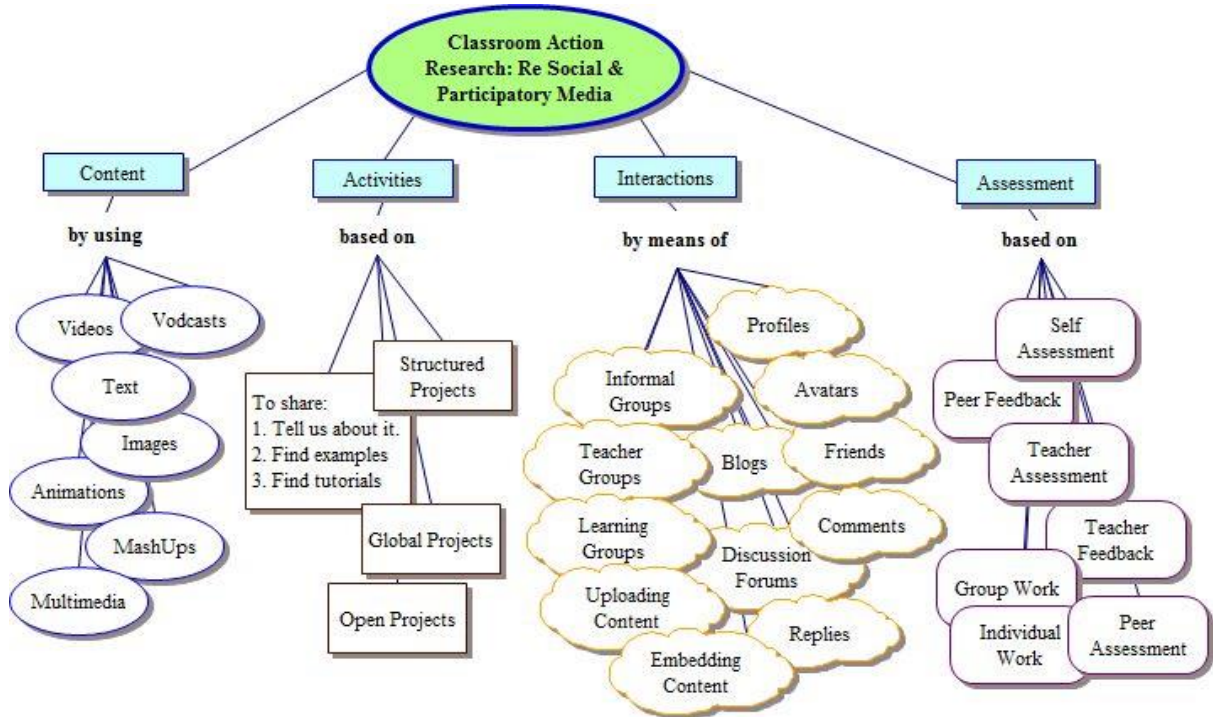 Classroom Action
Research: Re Social &
Participatory Media
Content
Activities
Interactions
Assessment
by using
based on
by means of
based on
Videos
Vodcasts
Text
Images
Animations
MashUps
Multimedia
Structured
Projects
To share:
1. Tell us about it.
2. Find examples
3. Find tutorials
Global Projects
Open Projects
Profiles
Informal
Groups
Avatars
Teacher
Groups
Blogs
Friends
Learning
Groups
Discussion
Forums
Comments
Uploading
Content
Replies
Embedding
Content
Self
Assessment
Peer Feedback
Teacher
Assessment
Teacher
Feedback
Group Work
Individual
Work
Peer
Assessment